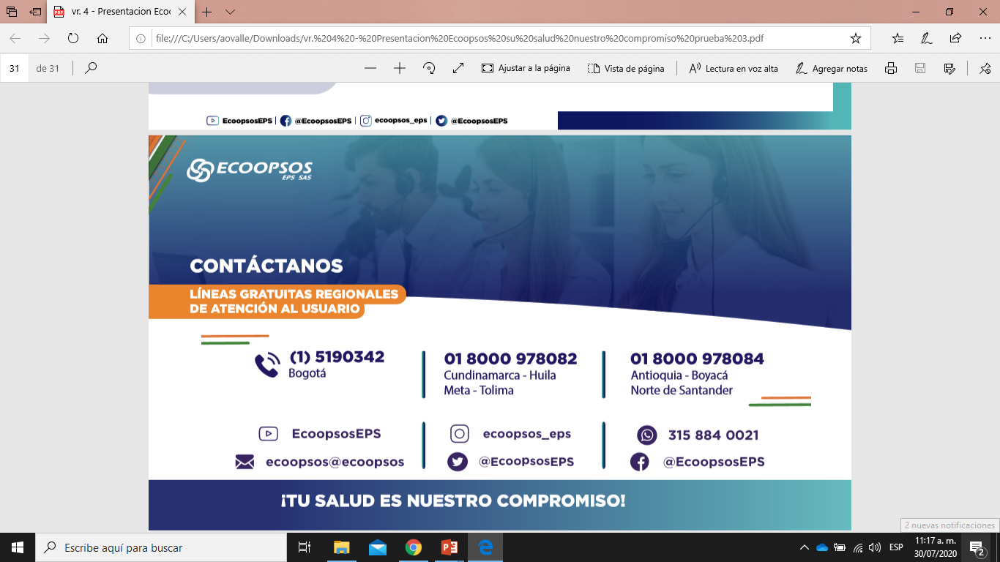 vr. 4 - Presentacion Ecoo
file:///C:/Users/aovalle/Downloads/vr.%204%20-%20Presentacion%20Ecoopsos%20su%20salud%20nuestro%20compromiso%20prueba%203.pdf
31 de 31 Ajustar a la página Vista de página Lectura en voz alta Agregar notas
EcoopsosEPS | @EcoopsosEPS | ecoopsos_eps | @EcoopsosEPS
ECOOPSOS
EPS SAS
CONTÁCTANOS
LÍNEAS GRATUITAS REGIONALES
DE ATENCIÓN AL USUARIO
(1) 5190342
Bogotá
01 8000 978082
Cundinamarca - Huila
Meta - Tolima
01 8000 978084
Antioquia - Boyacá
Norte de Santander
EcoopsosEPS
ecoopsos@ecoopsos
ecoopsos_eps
@EcoopsosEPS
315 884 0021
@EcoopsosEPS
¡TU SALUD ES NUESTRO COMPROMISO!
2 nuevas notificaciones
Escribe aquí para buscar
ESP
11:17 a. m.
30/07/2020
2